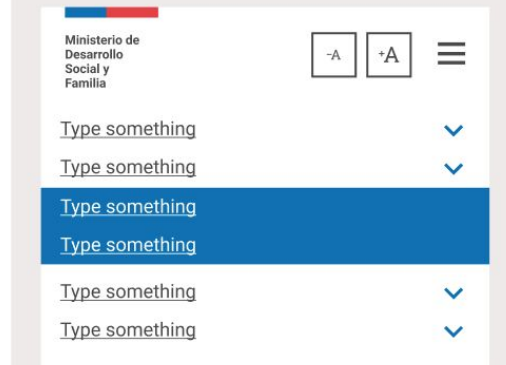 Ministerio de
Desarrollo
Social y
Familia
-A
+A
Type something
Type something
Type something
Type something
Type something
Type something